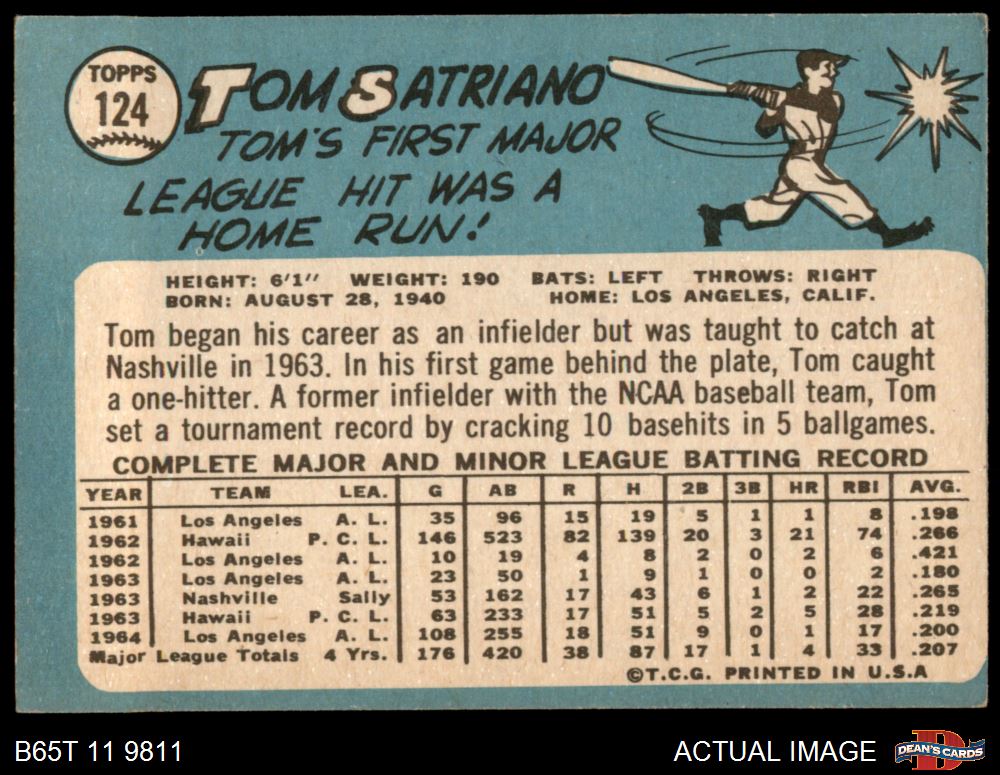 TOPPS
124
TOM SATRIANO
TOM'S FIRST MAJOR
LEAGUE HIT WAS A
HOME RUN!
HEIGHT: 6'1" WEIGHT: 190 BATS: LEFT THROWS: RIGHT
BORN: AUGUST 28, 1940 HOME: LOS ANGELES, CALIF.
Tom began his career as an infielder but was taught to catch at
Nashville in 1963. In his first game behind the plate, Tom caught
a one-hitter. A former infielder with the NCAA baseball team, Tom
set a tournament record by cracking 10 basehits in 5 ballgames.
COMPLETE MAJOR AND MINOR LEAGUE BATTING RECORD
YEAR TEAM LEA. G AB R H 2B 3B HR RBI AVG.
1961 Los Angeles A. L. 35 96 15 19 5 1 1 8 .198
1962 Hawaii P. C. L. 146 523 82 139 20 3 21 74 .266
1962 Los Angeles A. L. 10 19 4 8 2 0 2 6 .421
1963 Los Angeles A. L. 23 50 1 9 1 0 0 2 .180
1963 Nashville Sally 53 162 17 43 6 1 2 22 .265
1963 Hawaii P. C. L. 63 233 17 51 5 2 5 28 .219
1964 Los Angeles A. L. 108 255 18 51 9 0 1 17 .200
Major League Totals 4 Yrs. 176 420 38 87 17 1 4 33 .207
©T.C.G. PRINTED IN U.S.A
B65T 11 9811
ACTUAL IMAGE
DEAN'S CARDS